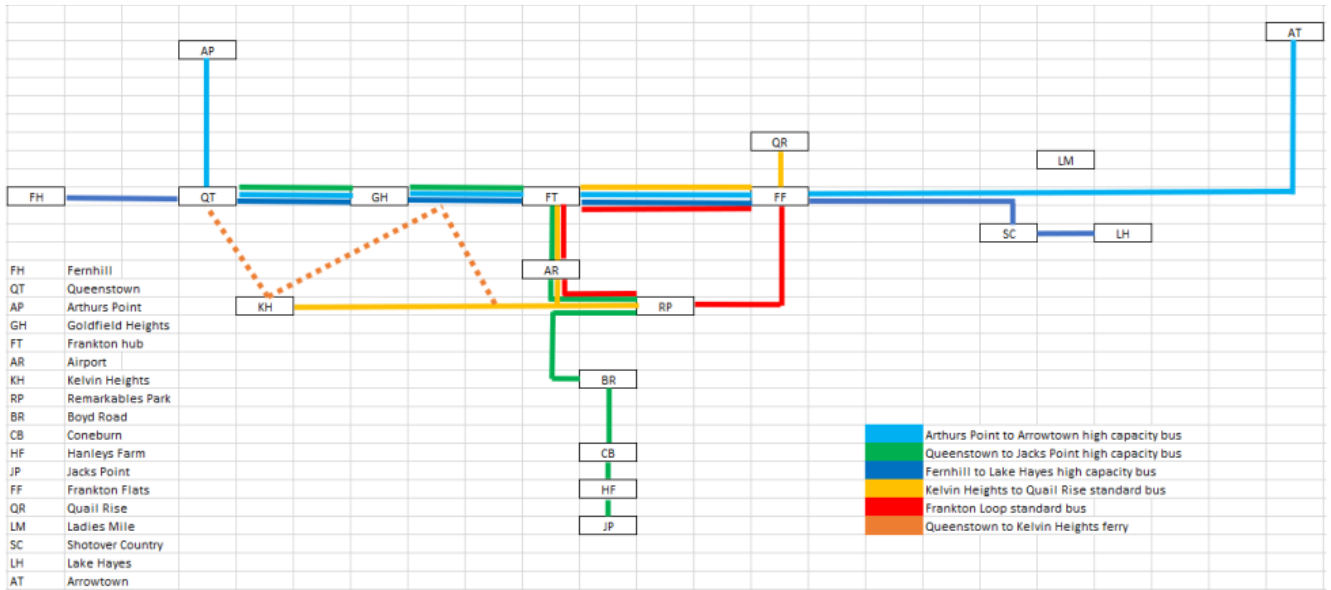 AT
AP
QR
LM
FH QT GH FT FF
SC LH
AR
KH RP
BR
CB
HF
JP
FH Fernhill
QT Queenstown
AP Arthurs Point
GH Goldfield Heights
FT Frankton hub
AR Airport
KH Kelvin Heights
RP Remarkables Park
BR Boyd Road
CB Coneburn
HF Hanleys Farm
JP Jacks Point
FF Frankton Flats
QR Quail Rise
LM Ladies Mile
SC Shotover Country
LH Lake Hayes
AT Arrowtown
Arthurs Point to Arrowtown high capacity bus
Queenstown to Jacks Point high capacity bus
Fernhill to Lake Hayes high capacity bus
Kelvin Heights to Quail Rise standard bus
Frankton Loop standard bus
Queenstown to Kelvin Heights ferry